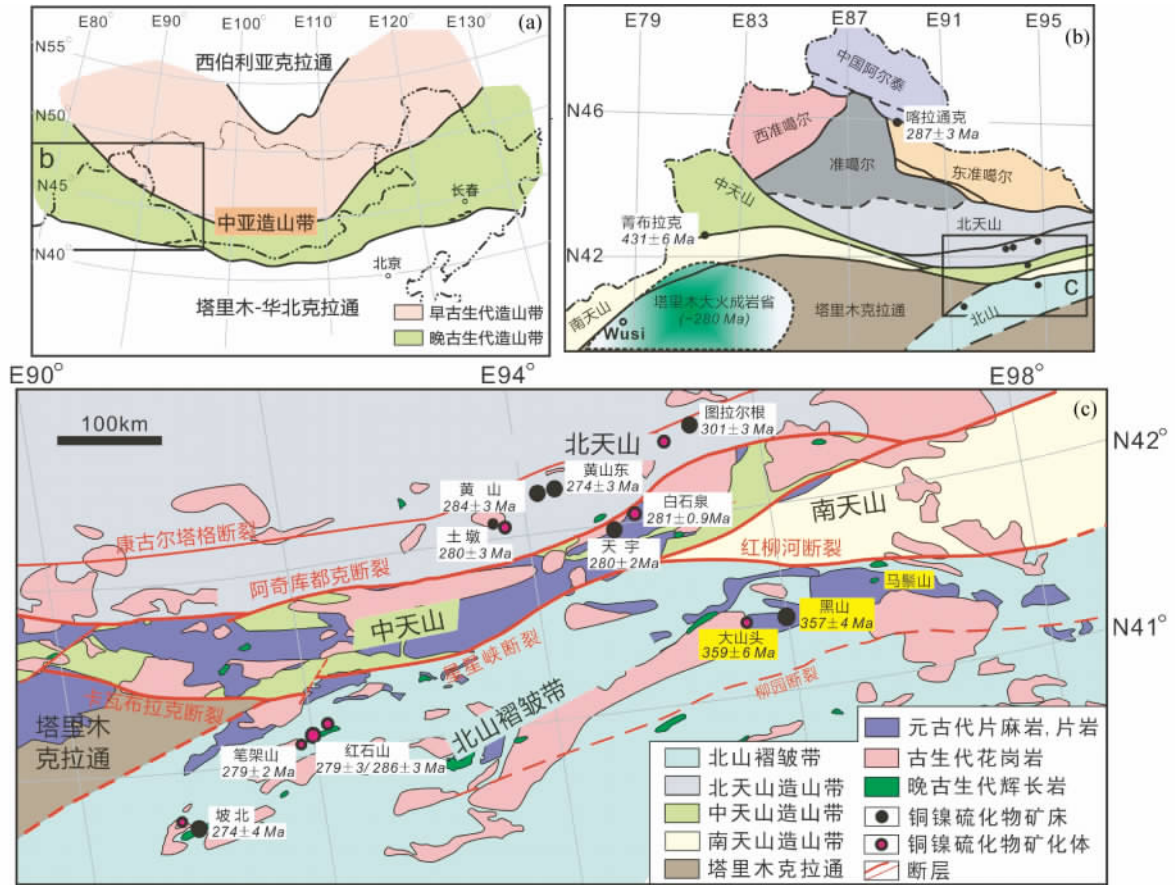 E80°
E90°
E100°
E110°
E120°
E130°
(a)
N55°
N50°
N45°
N40°
西伯利亚克拉通
b
中亚造山带
长春
北京
塔里木-华北克拉通
早古生代造山带
晚古生代造山带
E79
E83
E87
E91
E95
(b)
N46
N42
中国阿尔泰
喀拉通克
287±3 Ma
西准噶尔
准噶尔
东准噶尔
中天山
北天山
菁布拉克
431±6 Ma
C
塔里木大火成岩省
(~280 Ma)
塔里木克拉通
北山
南天山
Wusi
E90°
E94°
E98°
(c)
100km
N42°
N41°
图拉尔根
301±3 Ma
北天山
黄山东
274±3 Ma
黄 山
284±3 Ma
白石泉
281±0.9Ma
土墩
280±3 Ma
天 宇
280±2Ma
南天山
康古尔塔格断裂
阿奇库都克断裂
红柳河断裂
马鬃山
黑山
357±4 Ma
大山头
359±6 Ma
中天山
星星峡断裂
柳园断裂
卡瓦布拉克断裂
塔里木
克拉通
北山褶皱带
笔架山
279±2 Ma
红石山
279±3/286±3 Ma
坡北
274±4 Ma
北山褶皱带
北天山造山带
中天山造山带
南天山造山带
塔里木克拉通
元古代片麻岩,片岩
古生代花岗岩
晚古生代辉长岩
铜镍硫化物矿床
铜镍硫化物矿化体
断层